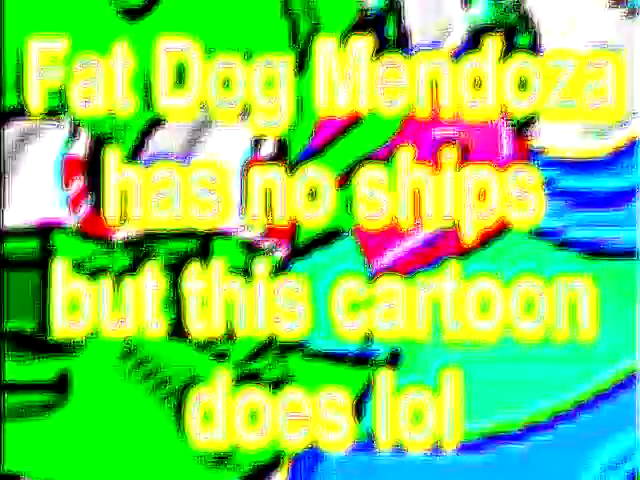 Fat Dog Mendoza
has no ships
but this cartoon
does lol